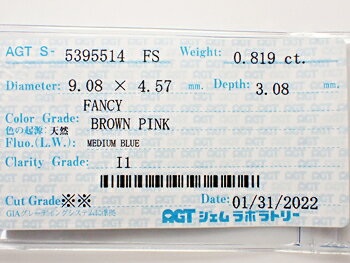 AGT S- 5395514 FS Weight: 0.819 ct.
Diameter: 9.08 × 4.57 mm. Depth: 3.08 mm.
FANCY
Color Grade: BROWN PINK
色の起源:天然
Fluo.(L.W.): MEDIUM BLUE
Clarity Grade: I1
Cut Grade:※※ Date: 01/31/2022
GIAグレーディングシステムに準拠 AGT ジェム ラボラトリー